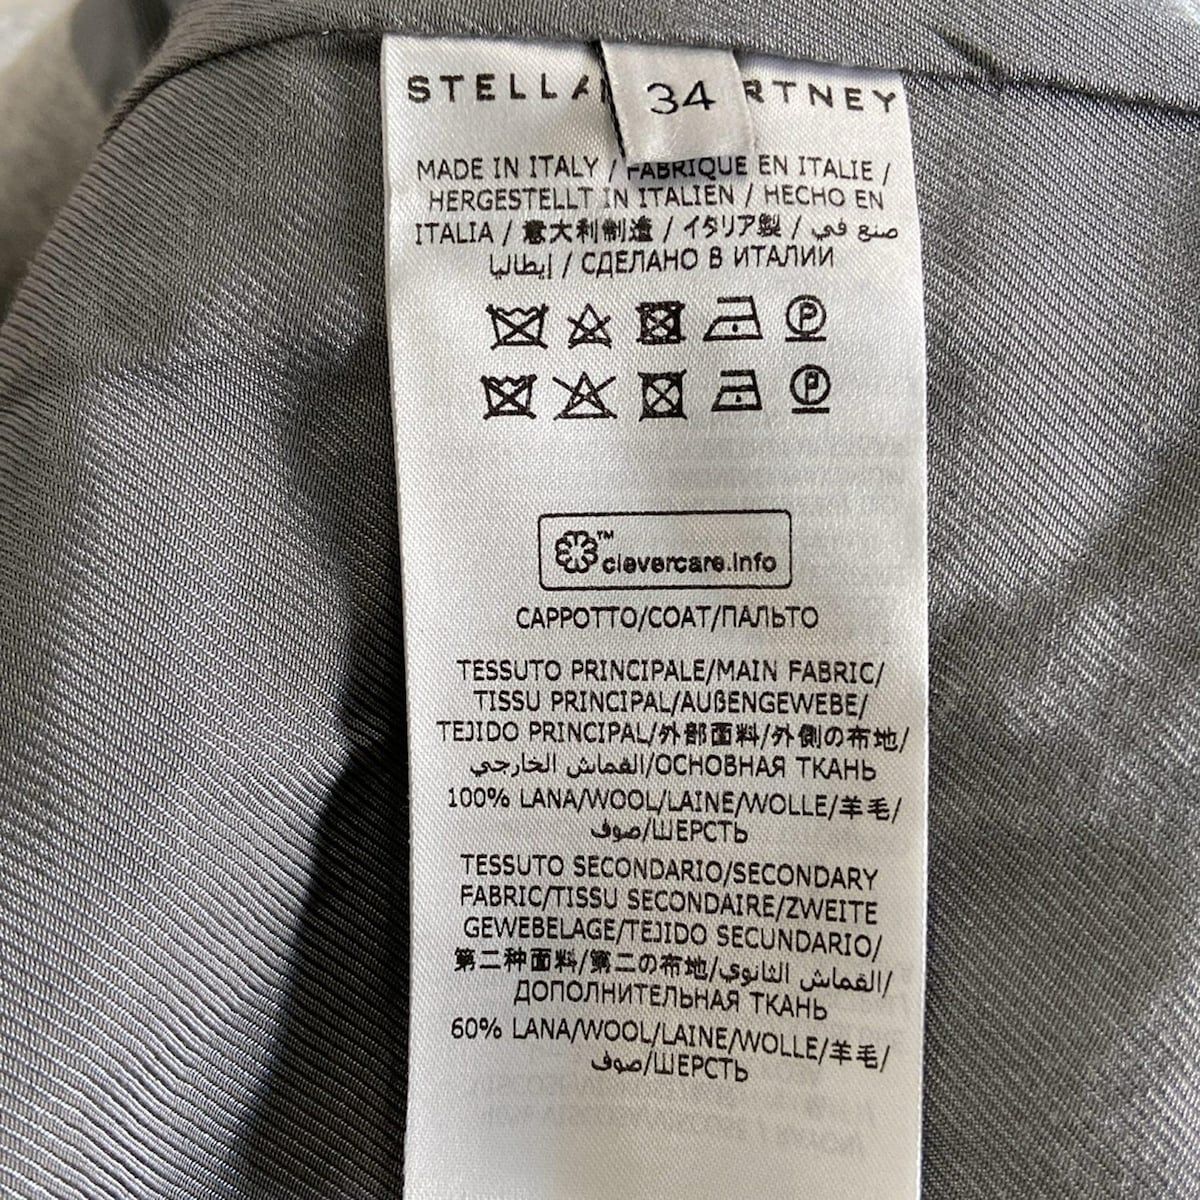 STELLA RTNEY
34
MADE IN ITALY / FABRIQUE EN ITALIE /
HERGESTELLT IN ITALIEN / HECHO EN
ITALIA / 意大利制造 / イタリア製 / صنع في
إيطاليا / СДЕЛАНО В ИТАЛИИ
P
P
™
clevercare.info
CAPPOTTO/COAT/ПАЛЬТО
TESSUTO PRINCIPALE/MAIN FABRIC/
TISSU PRINCIPAL/AUßENGEWEBE/
TEJIDO PRINCIPAL/外部面料/外側の布地/
القماش الخارجي/ОСНОВНАЯ ТКАНЬ
100% LANA/WOOL/LAINE/WOLLE/羊毛/
صوف/ШЕРСТЬ
TESSUTO SECONDARIO/SECONDARY
FABRIC/TISSU SECONDAIRE/ZWEITE
GEWEBELAGE/TEJIDO SECUNDARIO/
第二种面料/第二の布地/القماش الثانوي/
ДОПОЛНИТЕЛЬНАЯ ТКАНЬ
60% LANA/WOOL/LAINE/WOLLE/羊毛/
صوف/ШЕРСТЬ